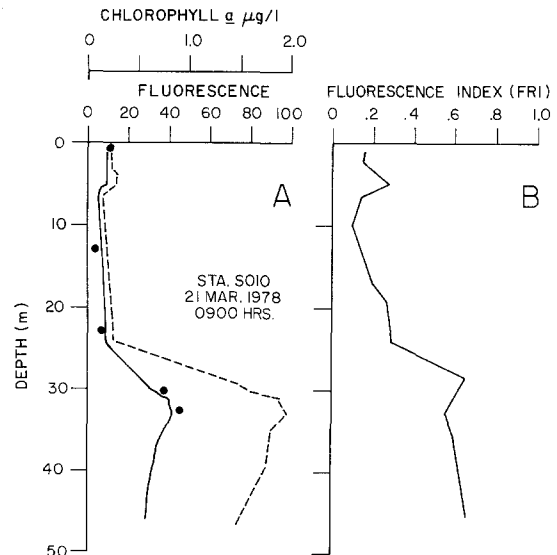 CHLOROPHYLL a µg/l
0 1.0 2.0
FLUORESCENCE
0 20 40 60 80 100
FLUORESCENCE INDEX (FRI)
0 .2 .4 .6 .8 1.0
0
10
20
30
40
50
DEPTH (m)
A
B
STA. S010
21 MAR. 1978
0900 HRS.